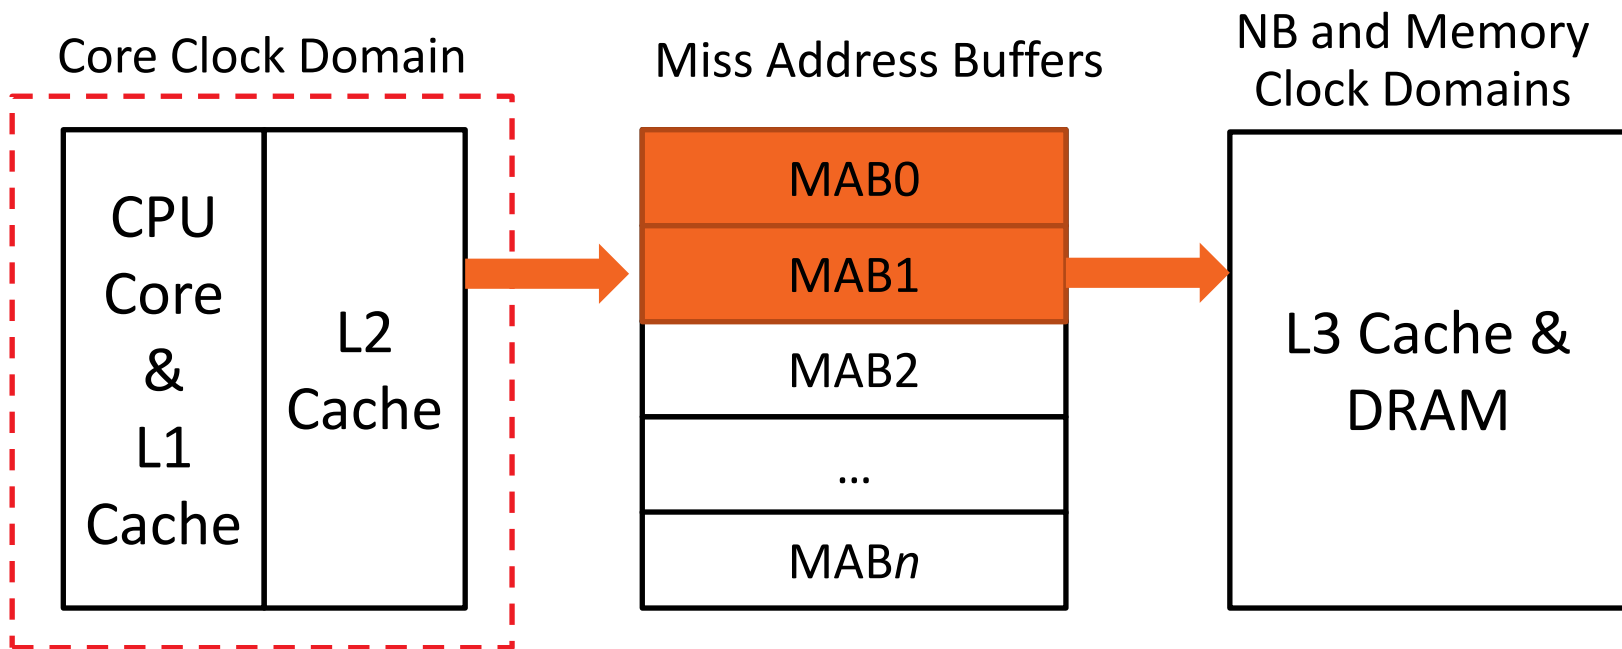 Core Clock Domain
CPU
Core
&
L1
Cache
L2
Cache
Miss Address Buffers
MAB0
MAB1
MAB2
...
MABn
NB and Memory
Clock Domains
L3 Cache &
DRAM